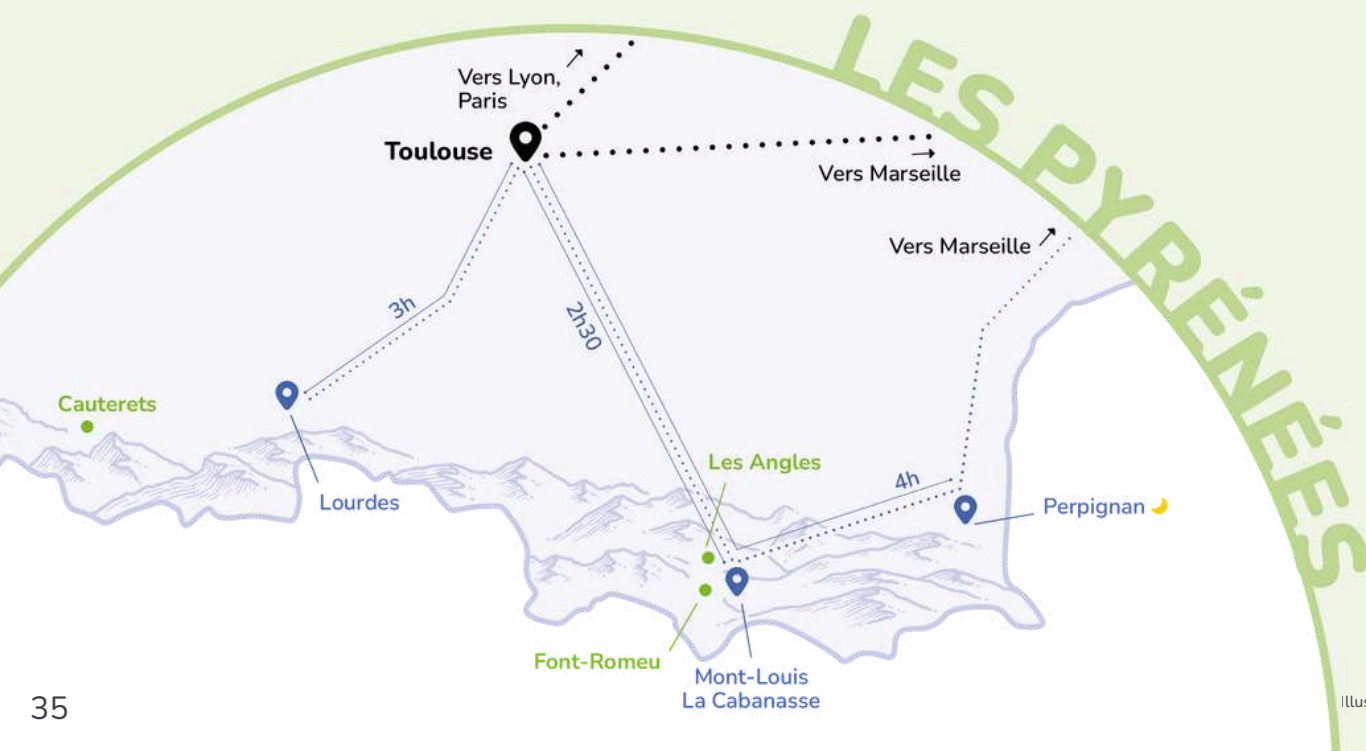 LES PYRÉNÉES
Vers Lyon,
Paris
Toulouse
Vers Marseille
Vers Marseille
3h
2h30
Cauterets
Lourdes
Les Angles
4h
Perpignan
Font-Romeu
Mont-Louis
La Cabanasse
35
Illus